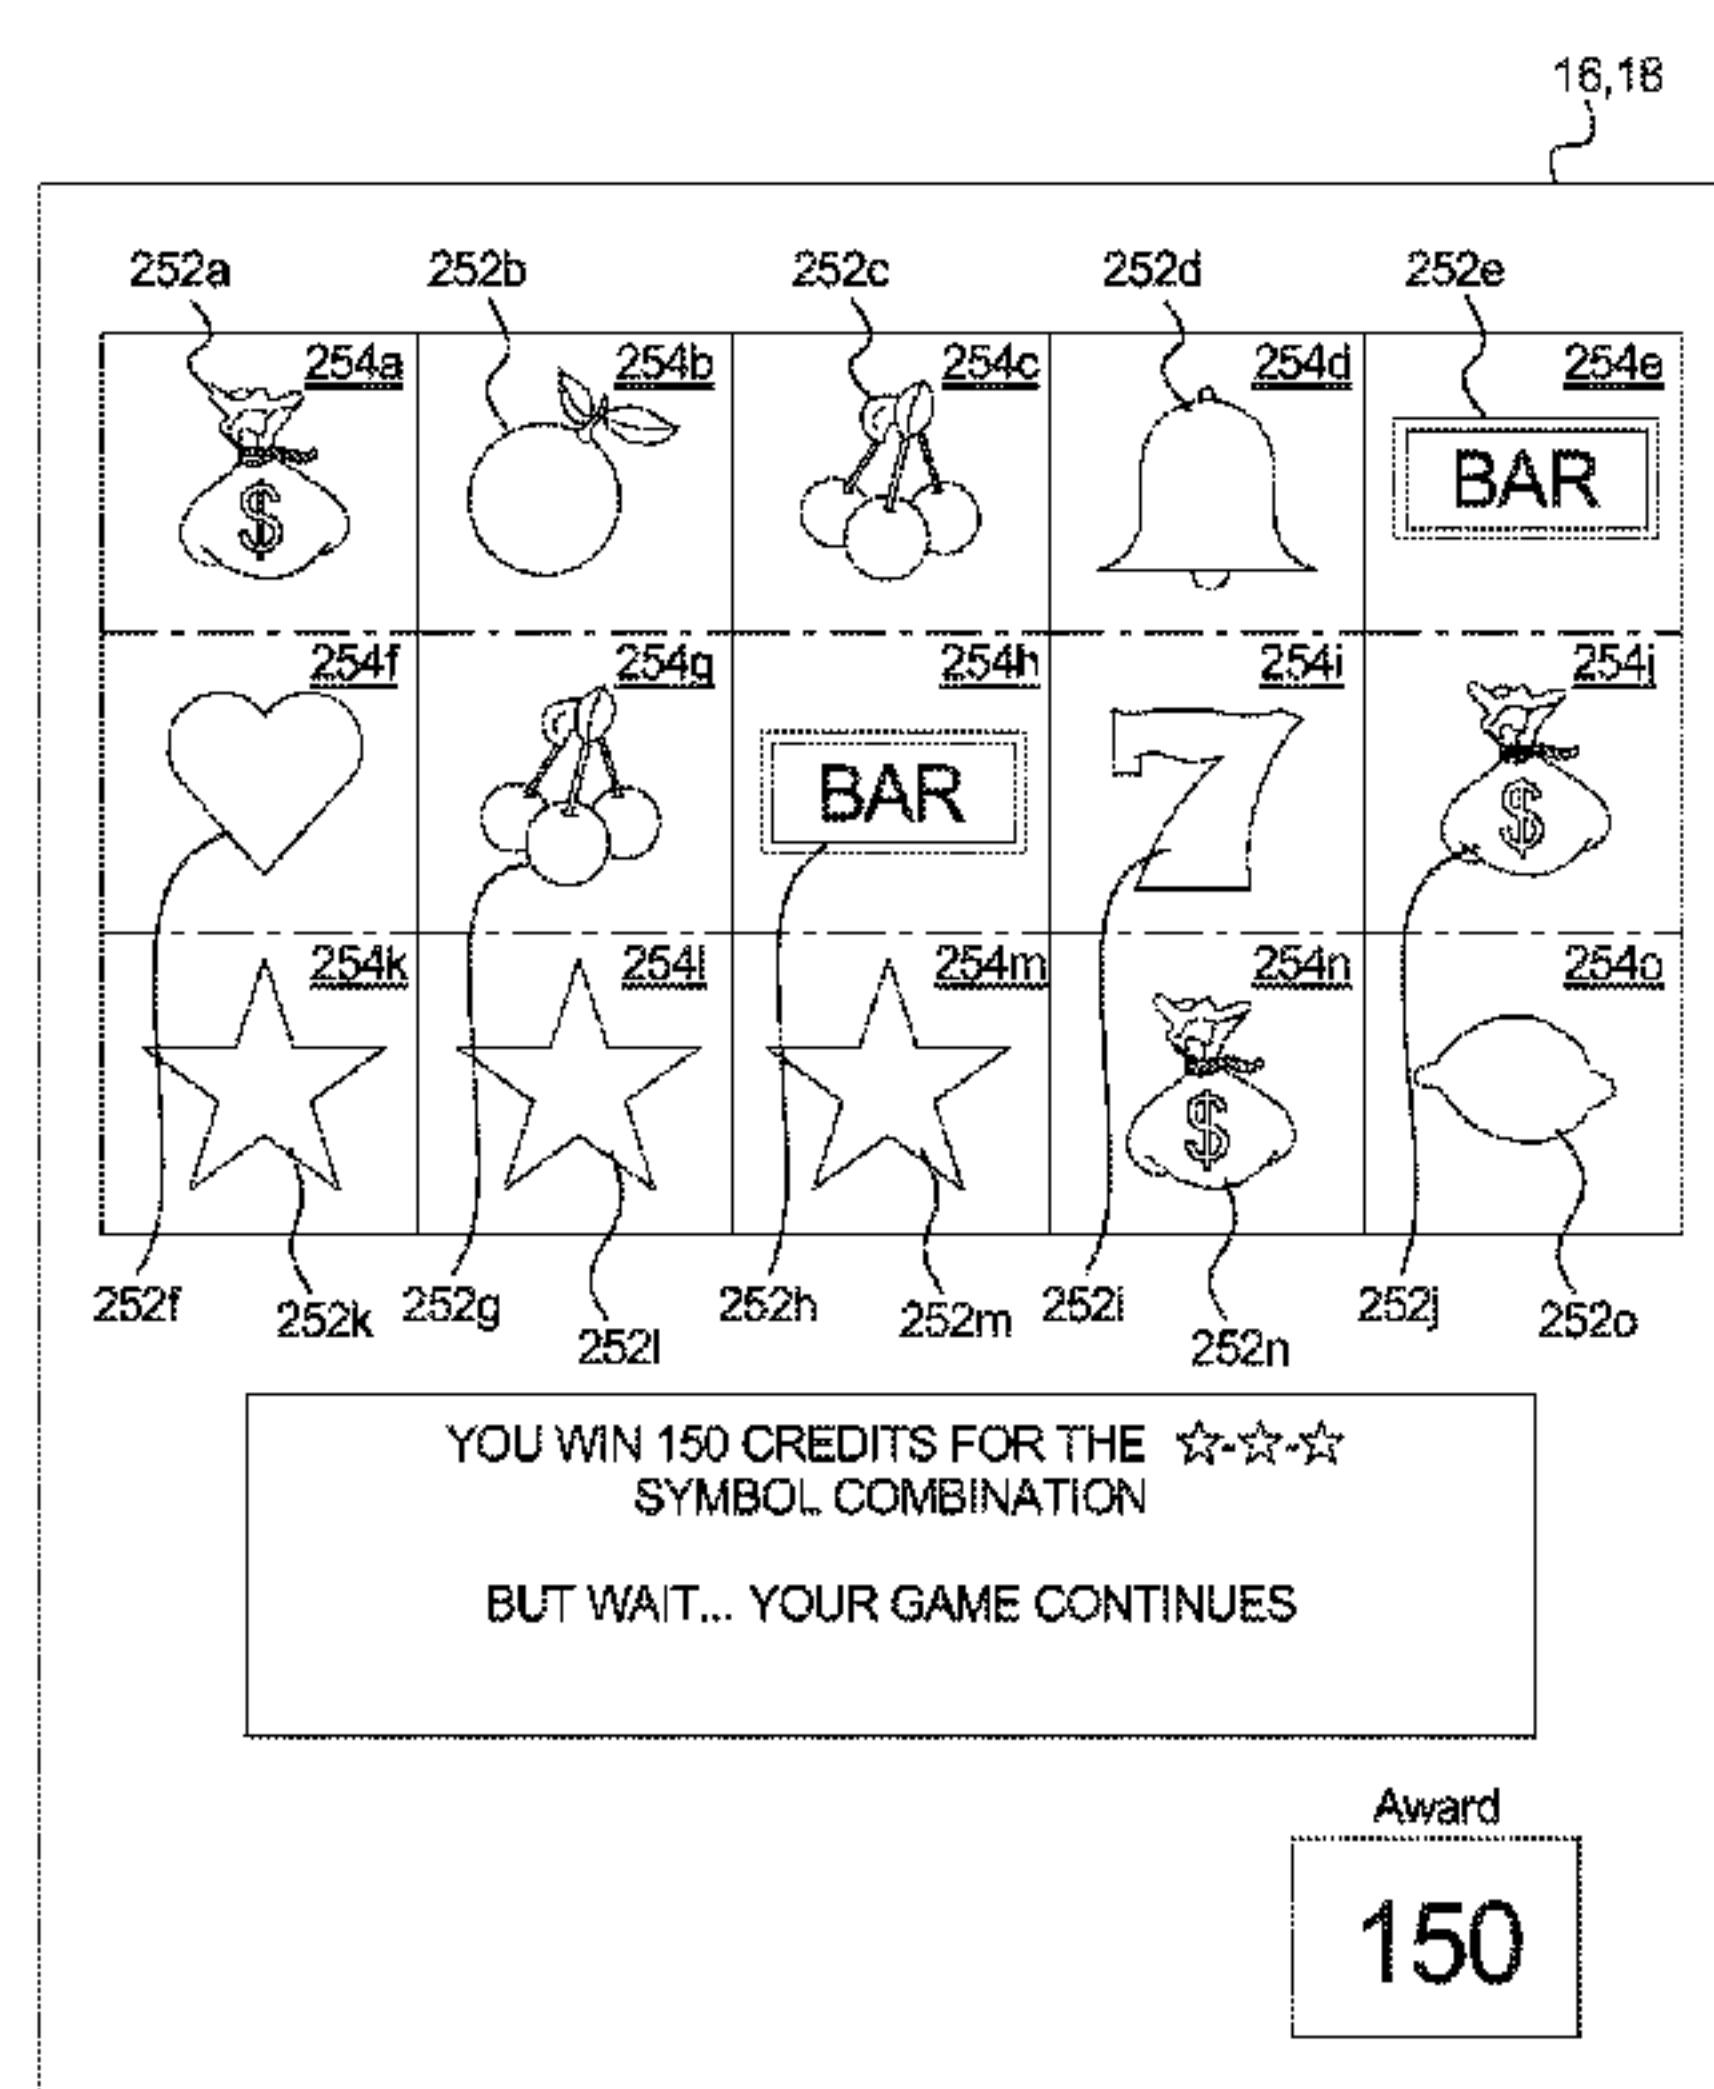 16,18
252a 252b 252c 252d 252e
254a 254b 254c 254d 254e
$ BAR
254f 254g 254h 254i 254j
BAR 7 $
254k 254l 254m 254n 254o
$
252f 252k 252g 252l 252h 252m 252i 252n 252j 252o
YOU WIN 150 CREDITS FOR THE ☆-☆-☆
SYMBOL COMBINATION
BUT WAIT... YOUR GAME CONTINUES
Award
150